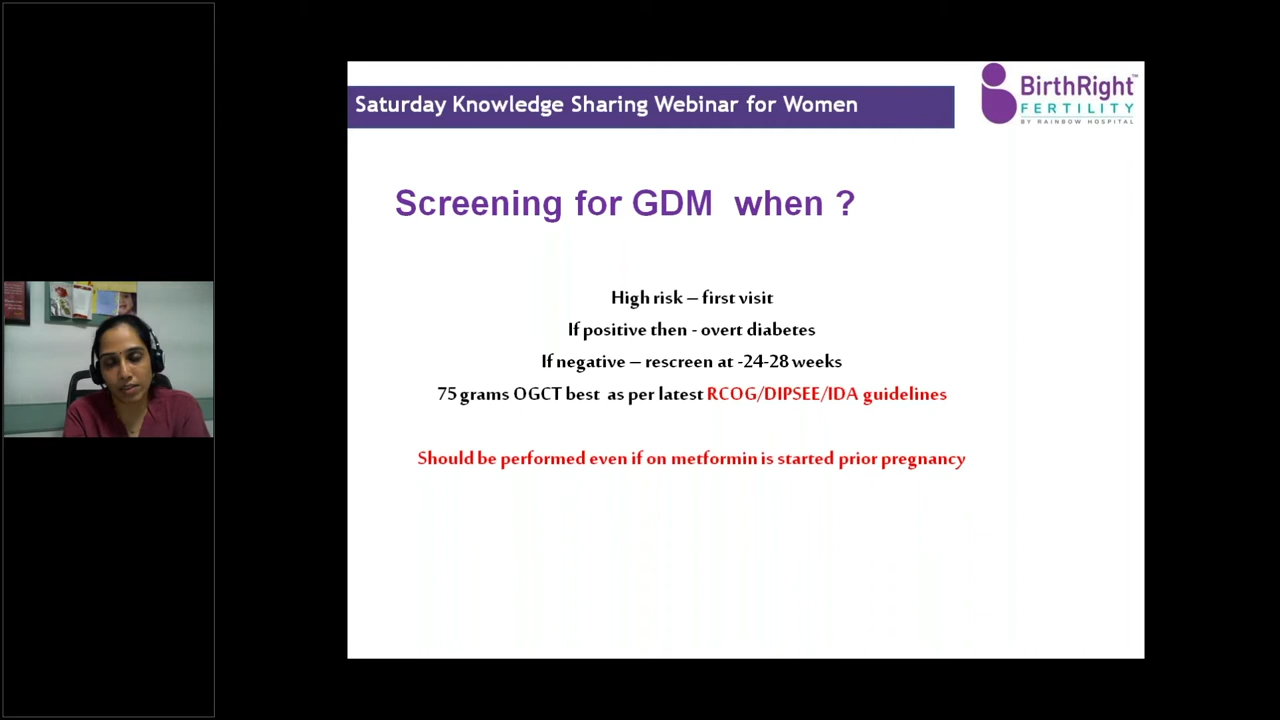 Saturday Knowledge Sharing Webinar for Women
BirthRight™
FERTILITY
BY RAINBOW HOSPITAL
Screening for GDM when ?
High risk – first visit
If positive then - overt diabetes
If negative – rescreen at -24-28 weeks
75 grams OGCT best as per latest RCOG/DIPSEE/IDA guidelines
Should be performed even if on metformin is started prior pregnancy